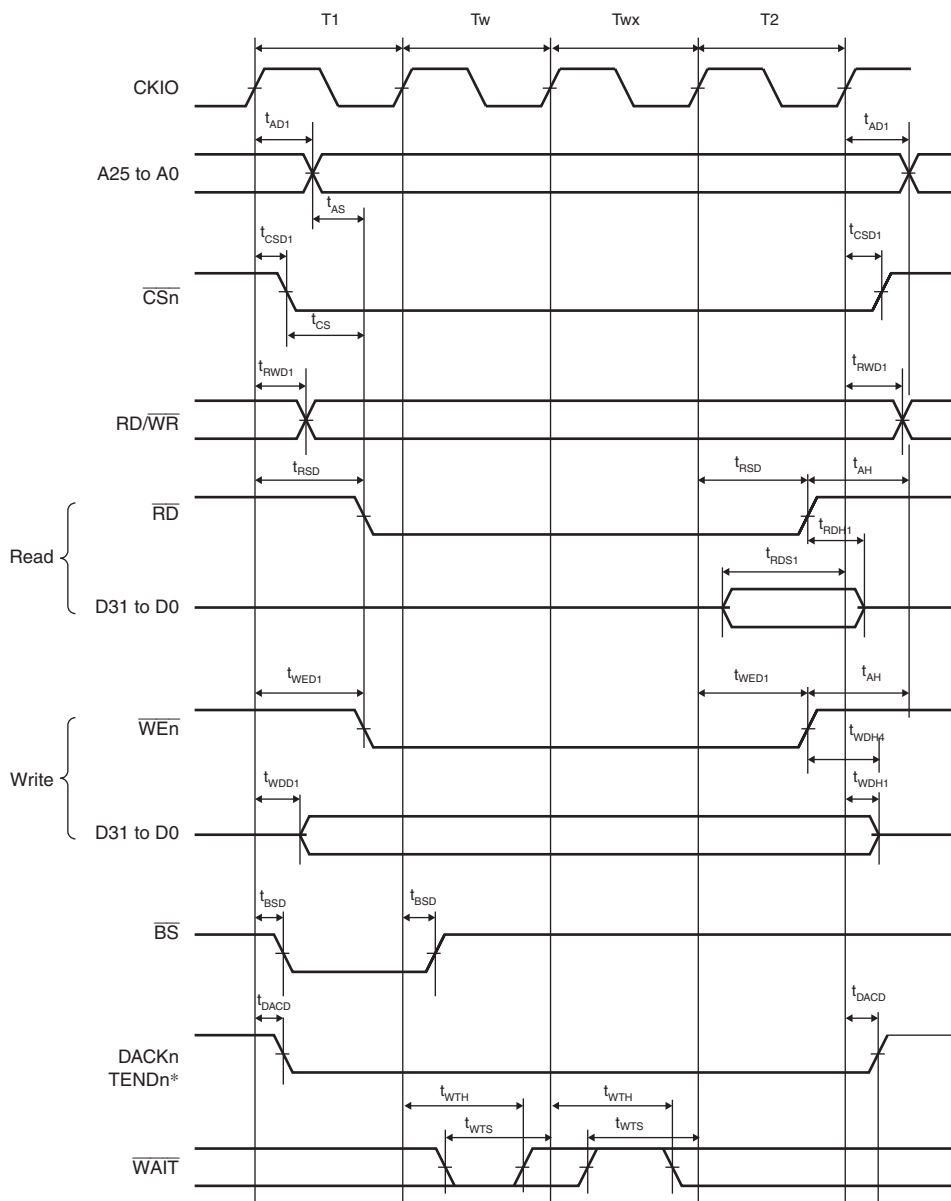 T1 Tw Twx T2
CKIO
tAD1 tAD1
A25 to A0
tAS
tCSD1 tCSD1
CSn
tCS
tRWD1 tRWD1
RD/WR
tRSD tRSD tAH
RD
tRDH1
Read
tRDS1
D31 to D0
tWED1 tWED1 tAH
WEn
tWDH4
Write
tWDD1 tWDH1
D31 to D0
tBSD tBSD
BS
tDACD tDACD
DACKn
TENDn*
tWTH tWTH
tWTS tWTS
WAIT